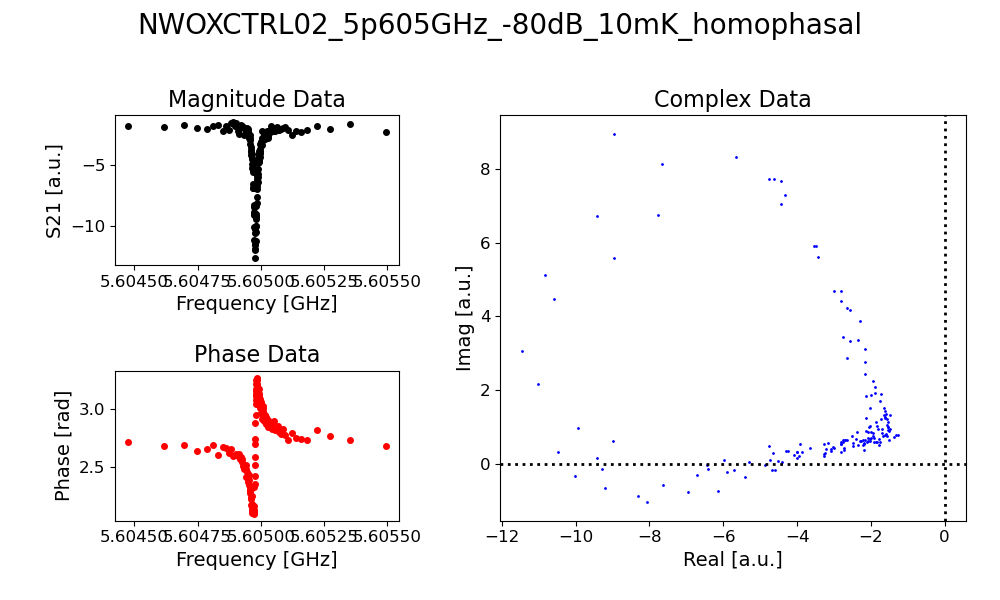 NWOXCTRL02_5p605GHz_-80dB_10mK_homophasal
Magnitude Data
S21 [a.u.]
−5
−10
5.60450 5.60475 5.60500 5.60525 5.60550
Frequency [GHz]
Phase Data
Phase [rad]
3.0
2.5
5.60450 5.60475 5.60500 5.60525 5.60550
Frequency [GHz]
Complex Data
Imag [a.u.]
8
6
4
2
0
−12 −10 −8 −6 −4 −2 0
Real [a.u.]